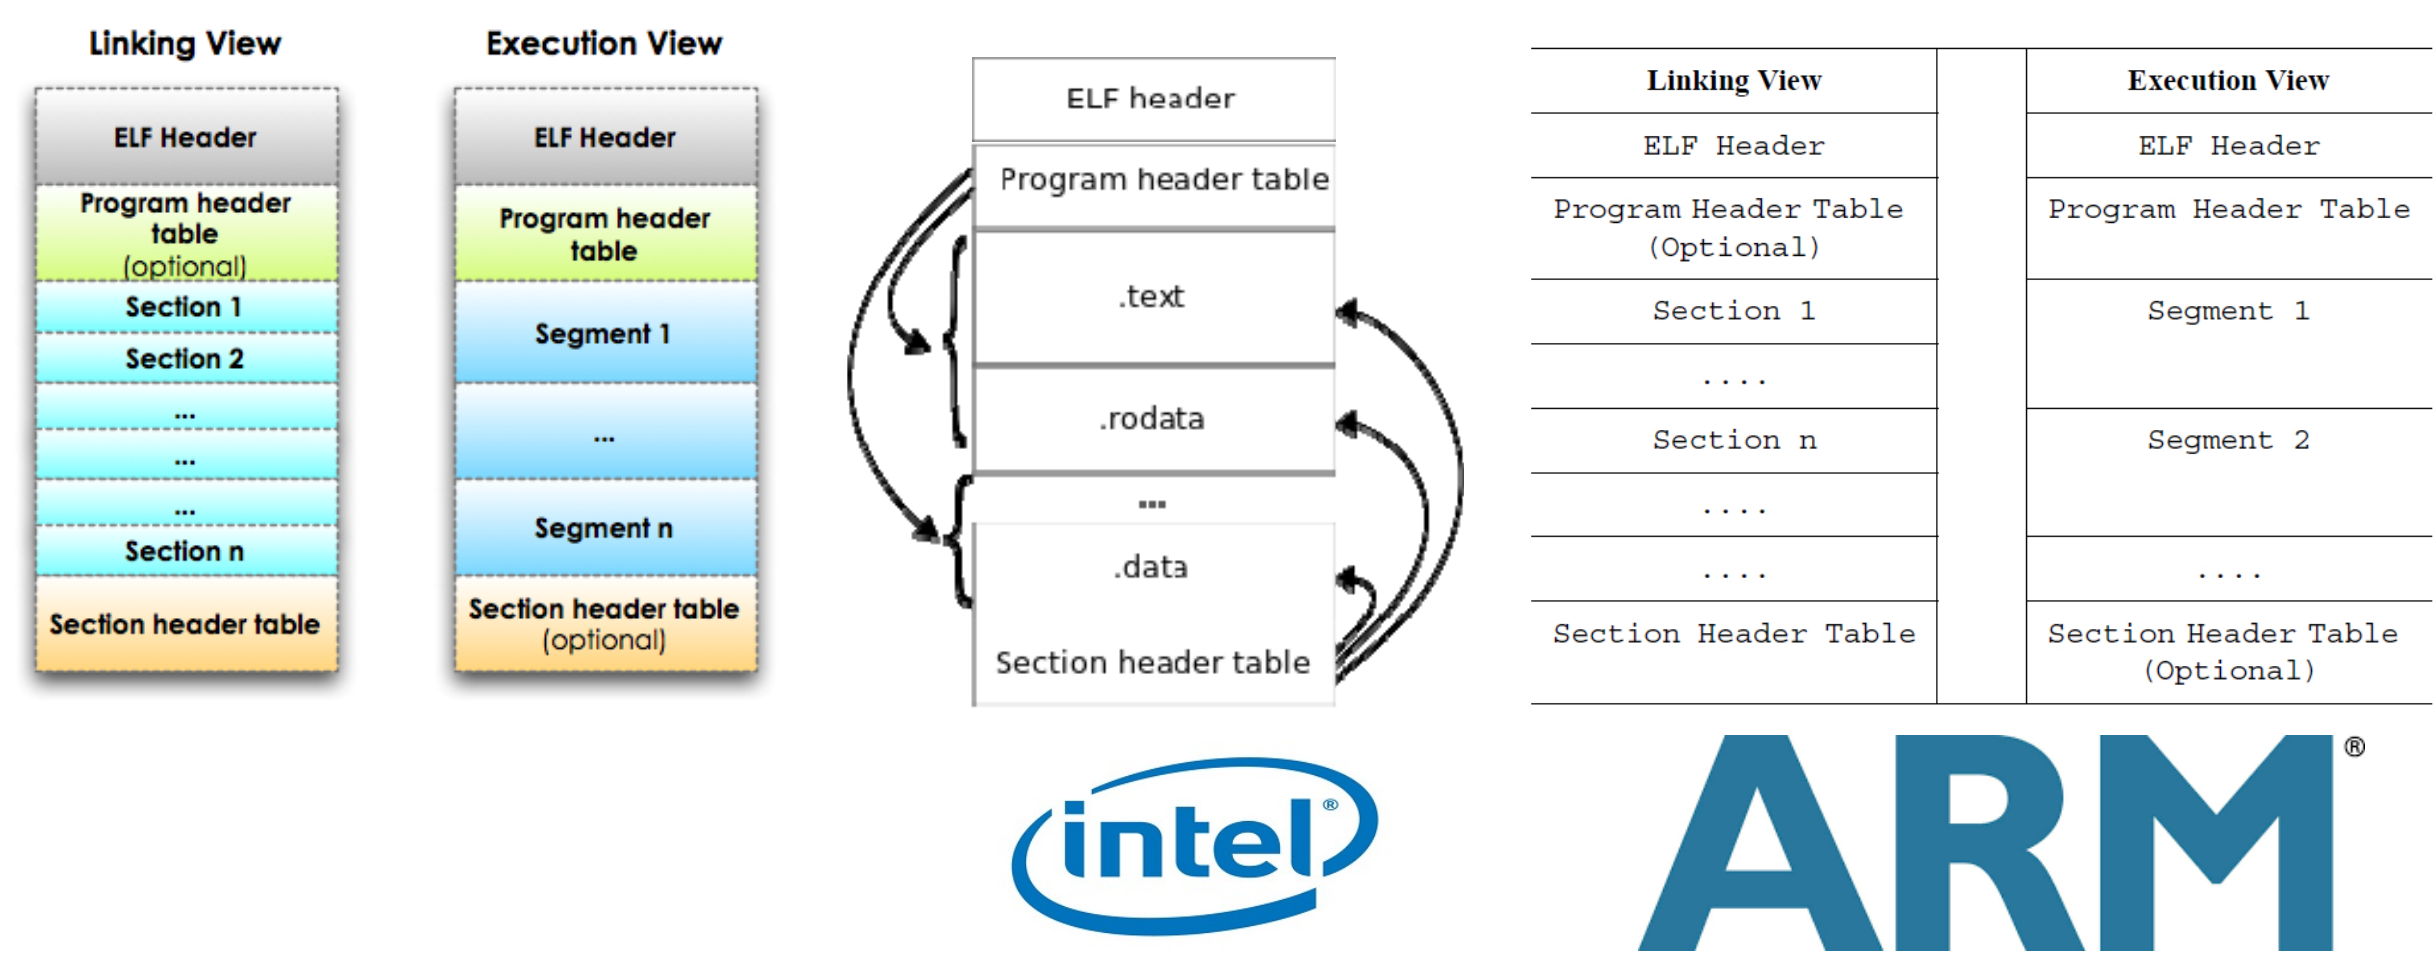 Linking View
ELF Header
Program header
table
(optional)
Section 1
Section 2
...
...
...
Section n
Section header table
Execution View
ELF Header
Program header
table
Segment 1
...
Segment n
Section header table
(optional)
ELF header
Program header table
.text
.rodata
...
.data
Section header table
intel®
Linking View
ELF Header
Program Header Table
(Optional)
Section 1
....
Section n
....
....
Section Header Table
Execution View
ELF Header
Program Header Table
Segment 1
Segment 2
....
Section Header Table
(Optional)
ARM®